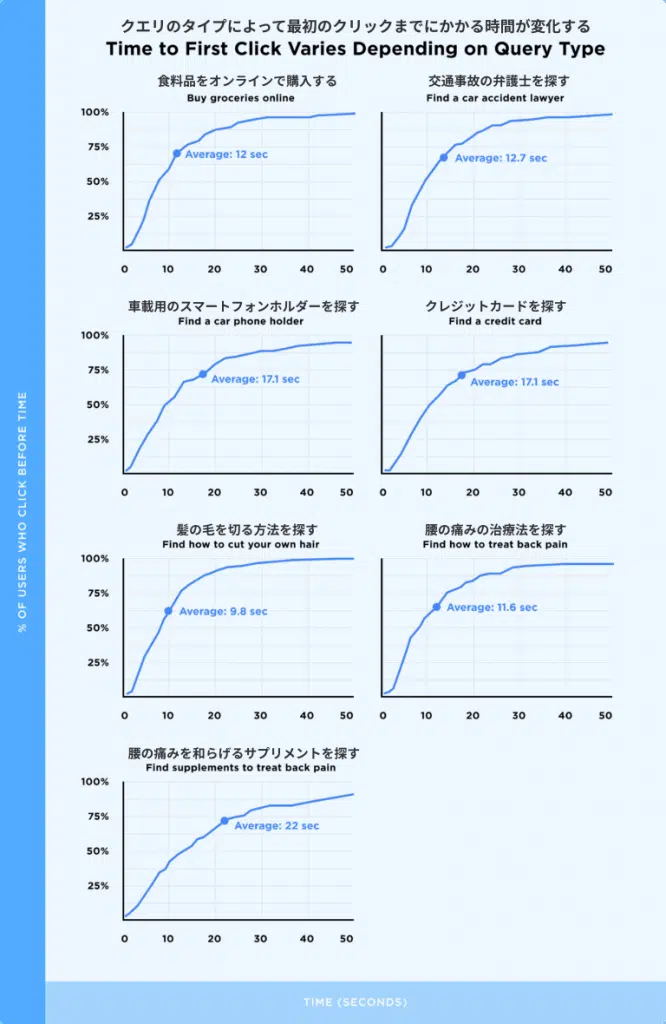 クエリのタイプによって最初のクリックまでにかかる時間が変化する
Time to First Click Varies Depending on Query Type
食料品をオンラインで購入する
Buy groceries online
100%
75%
50%
25%
Average: 12 sec
0 10 20 30 40 50
交通事故の弁護士を探す
Find a car accident lawyer
Average: 12.7 sec
0 10 20 30 40 50
車載用のスマートフォンホルダーを探す
Find a car phone holder
100%
75%
50%
25%
Average: 17.1 sec
0 10 20 30 40 50
クレジットカードを探す
Find a credit card
Average: 17.1 sec
0 10 20 30 40 50
髪の毛を切る方法を探す
Find how to cut your own hair
100%
75%
50%
25%
Average: 9.8 sec
0 10 20 30 40 50
腰の痛みの治療法を探す
Find how to treat back pain
Average: 11.6 sec
0 10 20 30 40 50
腰の痛みを和らげるサプリメントを探す
Find supplements to treat back pain
100%
75%
50%
25%
Average: 22 sec
0 10 20 30 40 50
% OF USERS WHO CLICK BEFORE TIME
TIME (SECONDS)